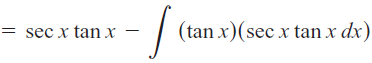 = sec x tan x − ∫ (tan x)(sec x tan x dx)